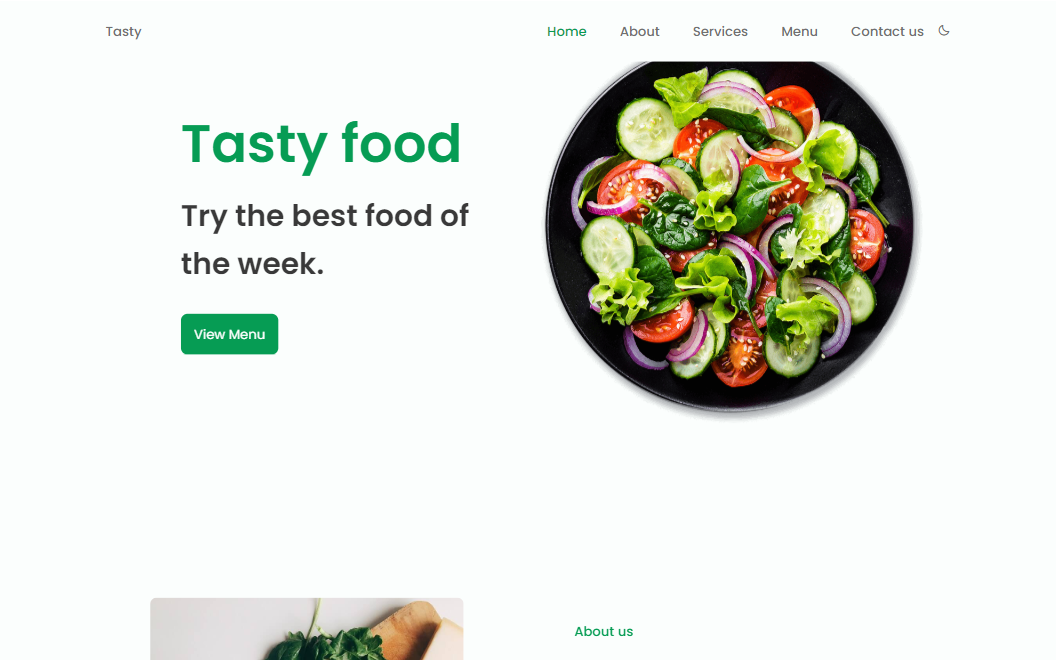 Tasty
Home
About
Services
Menu
Contact us
Tasty food
Try the best food of
the week.
View Menu
About us